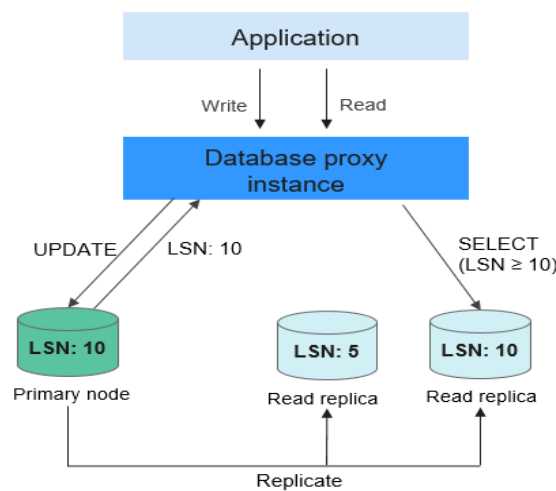 Application
Write
Read
Database proxy
instance
UPDATE
LSN: 10
SELECT
(LSN ≥ 10)
LSN: 10
LSN: 5
LSN: 10
Primary node
Read replica
Read replica
Replicate